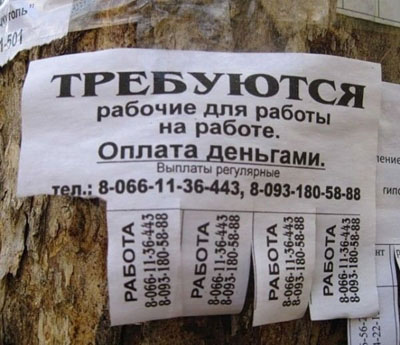 тополь"
1-501
ТРЕБУЮТСЯ
рабочие для работы
на работе.
Оплата деньгами.
Выплаты регулярные
тел.: 8-066-11-36-443, 8-093-180-58-88
РАБОТА
8-066-11-36-443
8-093-180-58-88
РАБОТА
8-066-11-36-443
8-093-180-58-88
РАБОТА
8-066-11-36-443
8-093-180-58-88
РАБОТА
8-066-11-36-443
8-093-180-58-88